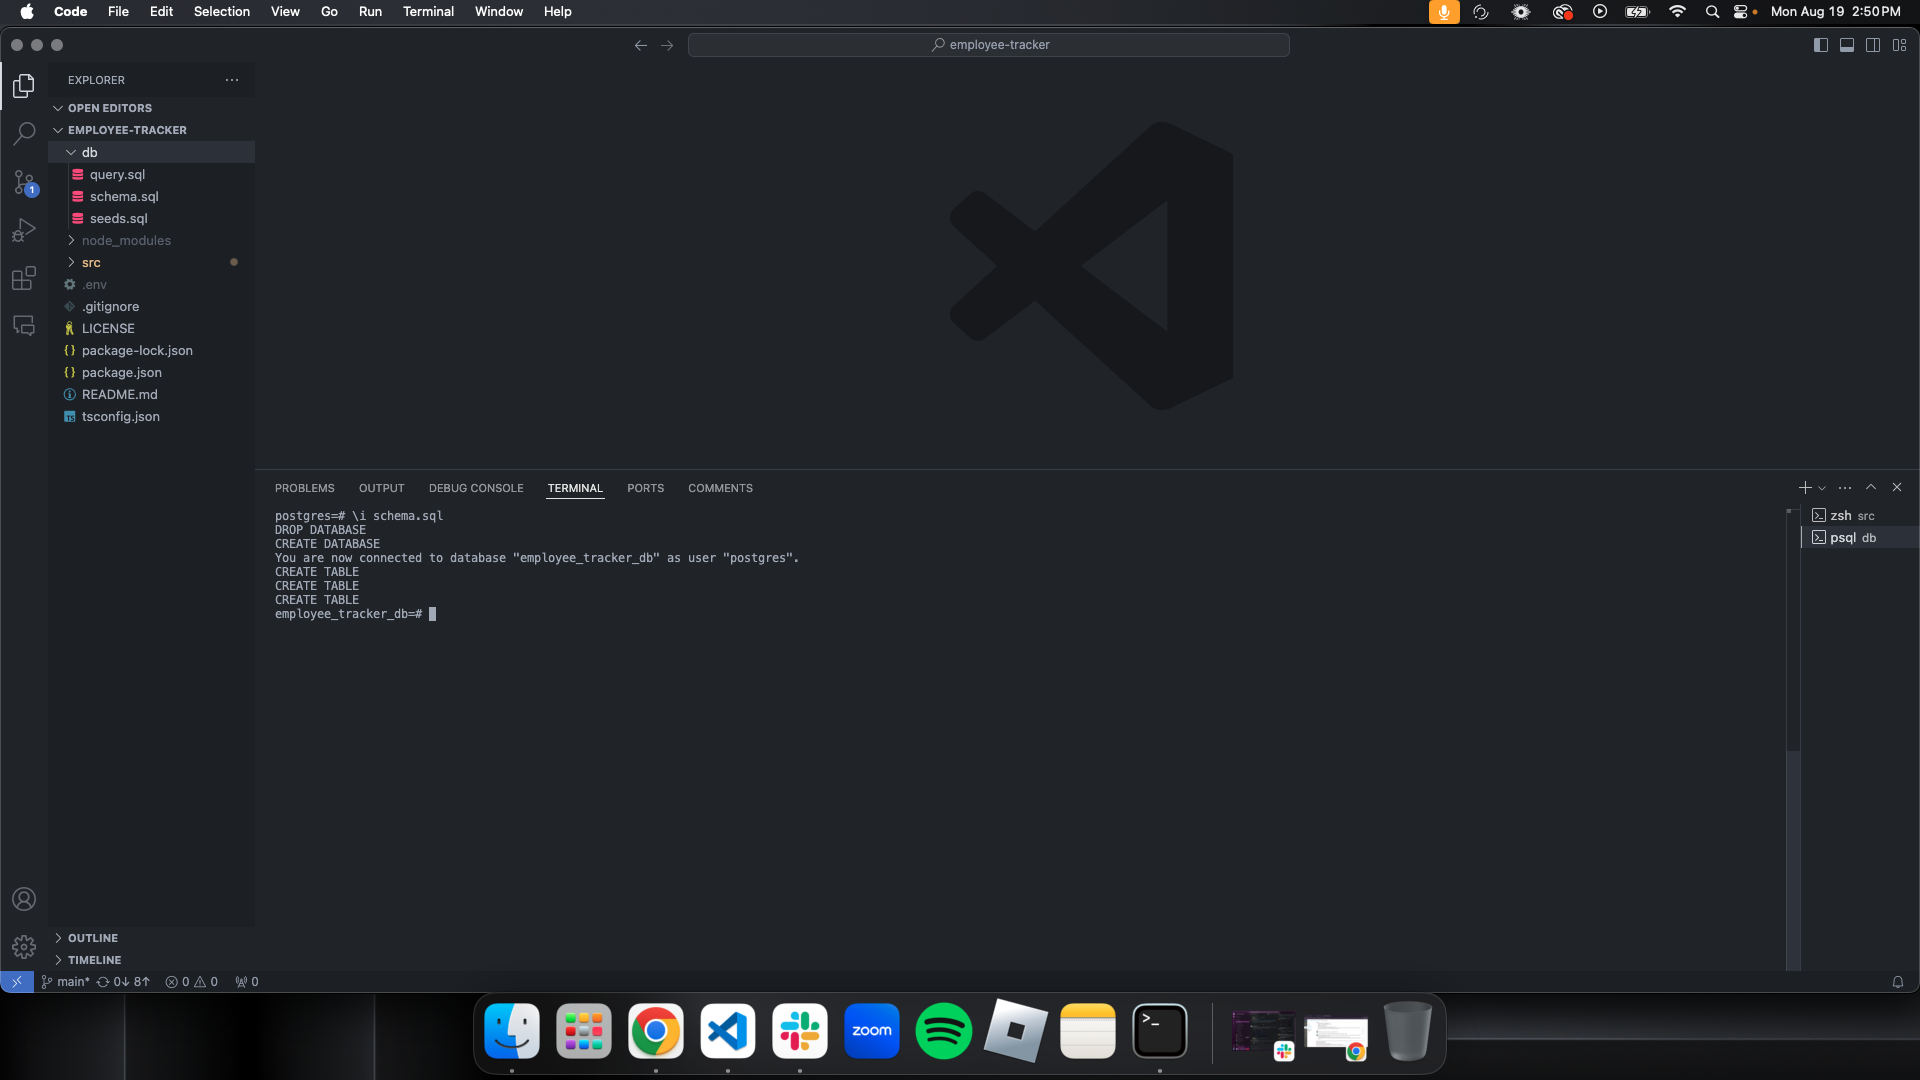 Code File Edit Selection View Go Run Terminal Window Help Mon Aug 19 2:50 PM
employee-tracker
EXPLORER
OPEN EDITORS
EMPLOYEE-TRACKER
db
query.sql
schema.sql
seeds.sql
node_modules
src
.env
.gitignore
LICENSE
package-lock.json
package.json
README.md
tsconfig.json
1
PROBLEMS OUTPUT DEBUG CONSOLE TERMINAL PORTS COMMENTS
postgres=# \i schema.sql
DROP DATABASE
CREATE DATABASE
You are now connected to database "employee_tracker_db" as user "postgres".
CREATE TABLE
CREATE TABLE
CREATE TABLE
employee_tracker_db=#
zsh src
psql db
OUTLINE
TIMELINE
main* 0↓ 8↑ 0 0 0
zoom